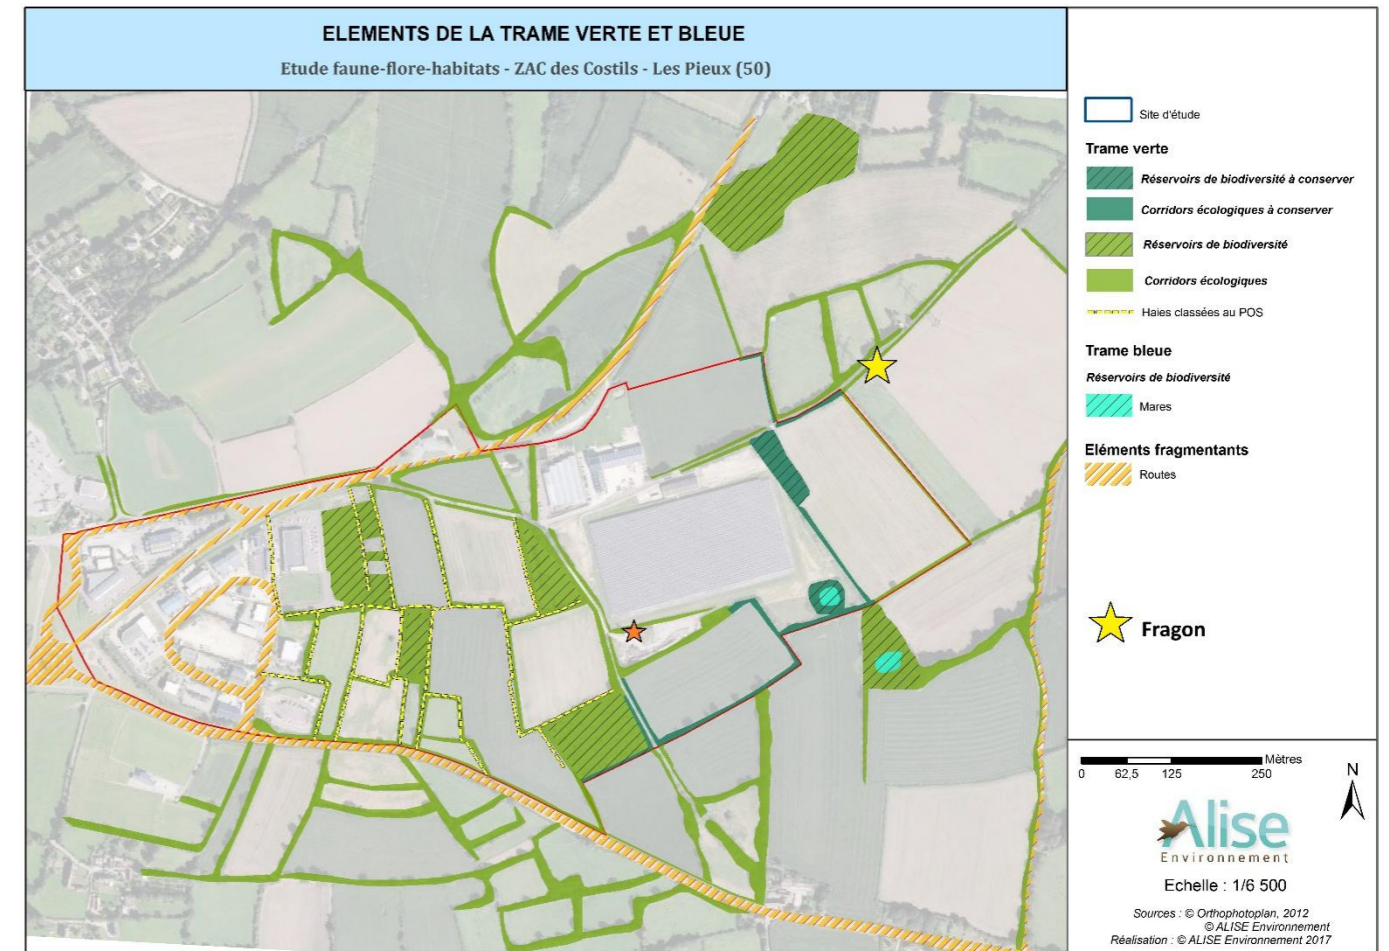 ELEMENTS DE LA TRAME VERTE ET BLEUE
Etude faune-flore-habitats - ZAC des Costils - Les Pieux (50)
Site d'étude
Trame verte
Réservoirs de biodiversité à conserver
Corridors écologiques à conserver
Réservoirs de biodiversité
Corridors écologiques
Haies classées au POS
Trame bleue
Réservoirs de biodiversité
Mares
Eléments fragmentants
Routes
Fragon
Mètres
0 62,5 125 250
N
Alise
Environnement
Echelle : 1/6 500
Sources : © Orthophotoplan, 2012
© ALISE Environnement
Réalisation : © ALISE Environnement 2017